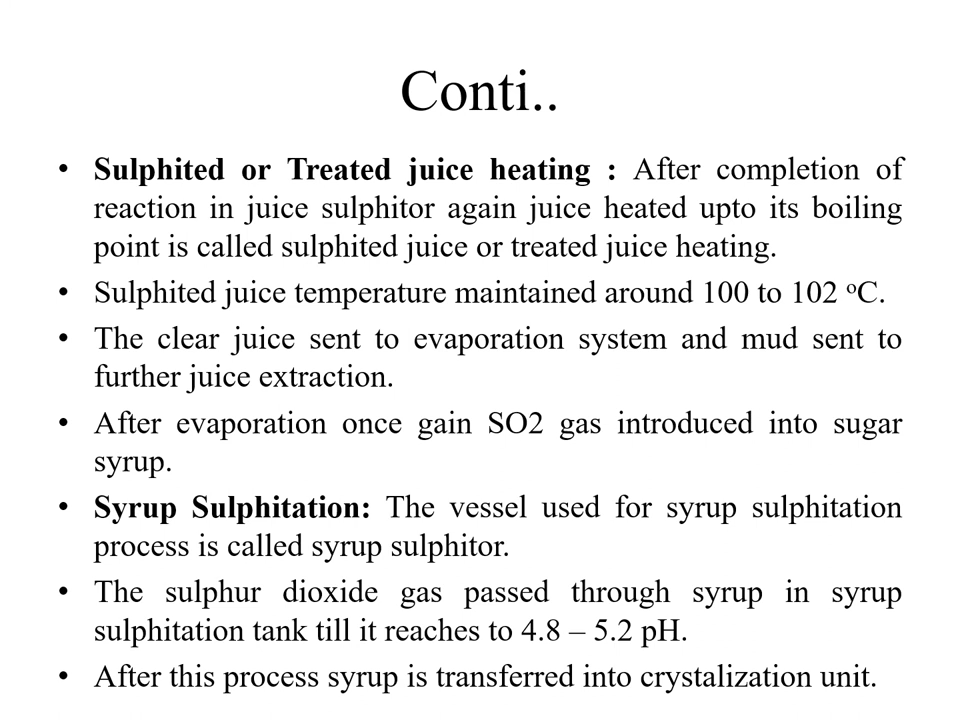 Conti..
• Sulphited or Treated juice heating : After completion of
reaction in juice sulphitor again juice heated upto its boiling
point is called sulphited juice or treated juice heating.
• Sulphited juice temperature maintained around 100 to 102 ᵒC.
• The clear juice sent to evaporation system and mud sent to
further juice extraction.
• After evaporation once gain SO2 gas introduced into sugar
syrup.
• Syrup Sulphitation: The vessel used for syrup sulphitation
process is called syrup sulphitor.
• The sulphur dioxide gas passed through syrup in syrup
sulphitation tank till it reaches to 4.8 – 5.2 pH.
• After this process syrup is transferred into crystalization unit.